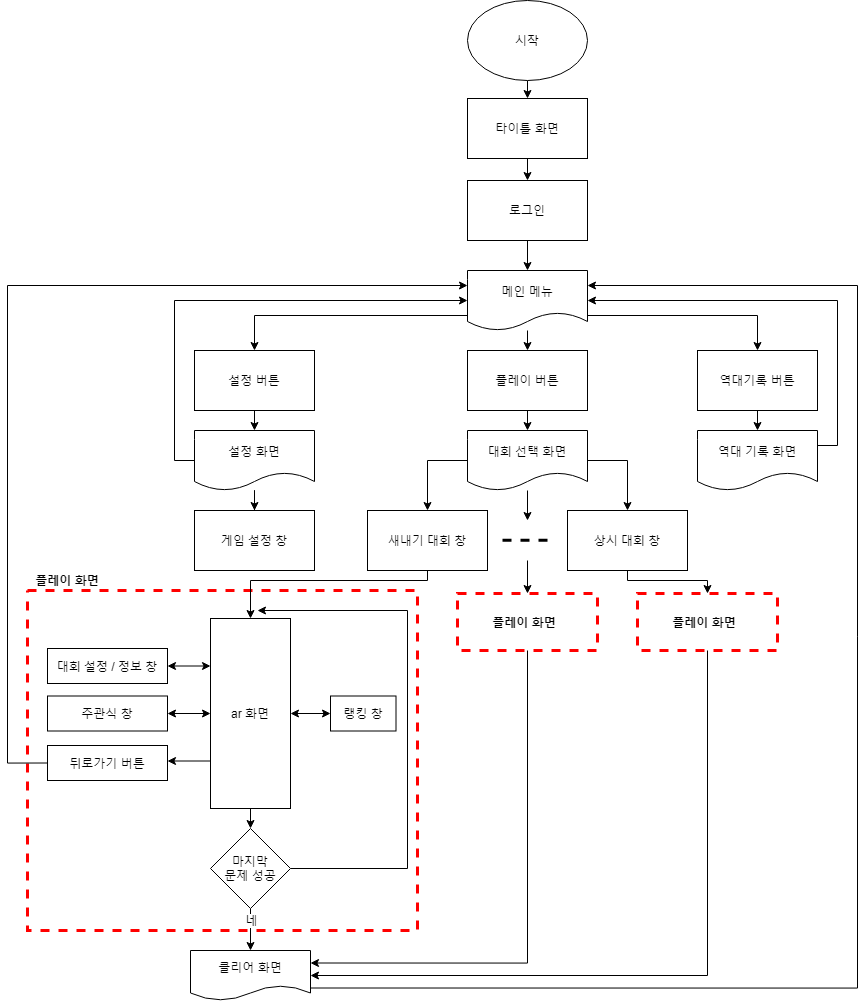 시작
타이틀 화면
로그인
메인 메뉴
설정 버튼
플레이 버튼
역대기록 버튼
설정 화면
대회 선택 화면
역대 기록 화면
게임 설정 창
새내기 대회 창
상시 대회 창
플레이 화면
플레이 화면
플레이 화면
대회 설정 / 정보 창
주관식 창
ar 화면
랭킹 창
뒤로가기 버튼
마지막
문제 성공
네
클리어 화면